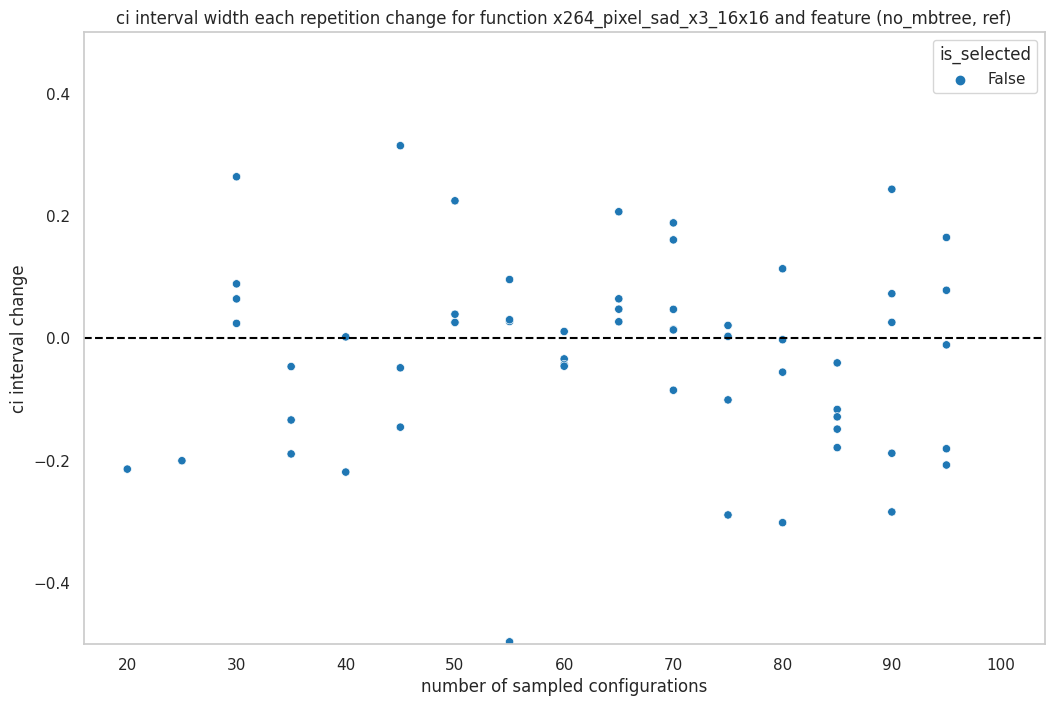 ci interval width each repetition change for function x264_pixel_sad_x3_16x16 and feature (no_mbtree, ref)
is_selected
False
ci interval change
0.4
0.2
0.0
−0.2
−0.4
20 30 40 50 60 70 80 90 100
number of sampled configurations